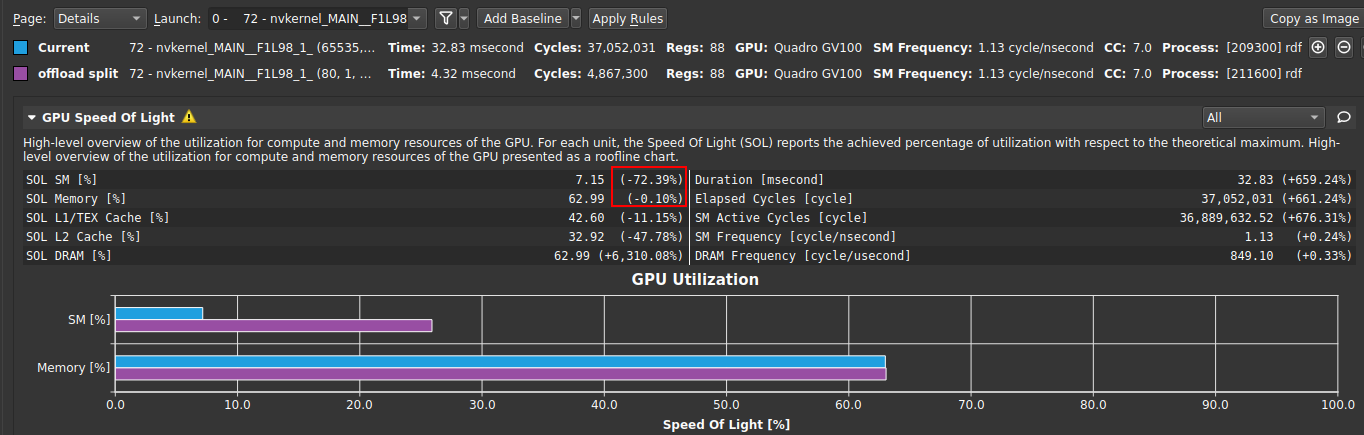 Page: Details Launch: 0 - 72 - nvkernel_MAIN__F1L98 Add Baseline Apply Rules Copy as Image
Current 72 - nvkernel_MAIN__F1L98_1_ (65535,... Time: 32.83 msecond Cycles: 37,052,031 Regs: 88 GPU: Quadro GV100 SM Frequency: 1.13 cycle/nsecond CC: 7.0 Process: [209300] rdf
offload split 72 - nvkernel_MAIN__F1L98_1_ (80, 1, ... Time: 4.32 msecond Cycles: 4,867,300 Regs: 88 GPU: Quadro GV100 SM Frequency: 1.13 cycle/nsecond CC: 7.0 Process: [211600] rdf
GPU Speed Of Light All
High-level overview of the utilization for compute and memory resources of the GPU. For each unit, the Speed Of Light (SOL) reports the achieved percentage of utilization with respect to the theoretical maximum. High-
level overview of the utilization for compute and memory resources of the GPU presented as a roofline chart.
SOL SM [%] 7.15 (-72.39%) Duration [msecond] 32.83 (+659.24%)
SOL Memory [%] 62.99 (-0.10%) Elapsed Cycles [cycle] 37,052,031 (+661.24%)
SOL L1/TEX Cache [%] 42.60 (-11.15%) SM Active Cycles [cycle] 36,889,632.52 (+676.31%)
SOL L2 Cache [%] 32.92 (-47.78%) SM Frequency [cycle/nsecond] 1.13 (+0.24%)
SOL DRAM [%] 62.99 (+6,310.08%) DRAM Frequency [cycle/usecond] 849.10 (+0.33%)
GPU Utilization
SM [%]
Memory [%]
0.0 10.0 20.0 30.0 40.0 50.0 60.0 70.0 80.0 90.0 100.0
Speed Of Light [%]